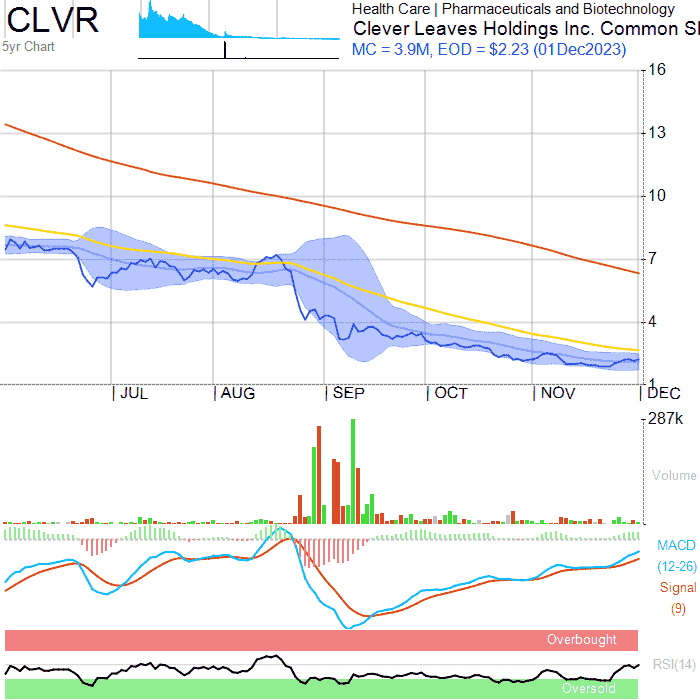 CLVR
5yr Chart
Health Care | Pharmaceuticals and Biotechnology
Clever Leaves Holdings Inc. Common S
MC = 3.9M, EOD = $2.23 (01Dec2023)
16
13
10
7
4
1
JUL AUG SEP OCT NOV DEC
287k
Volume
MACD
(12-26)
Signal
(9)
Overbought
RSI(14)
Oversold